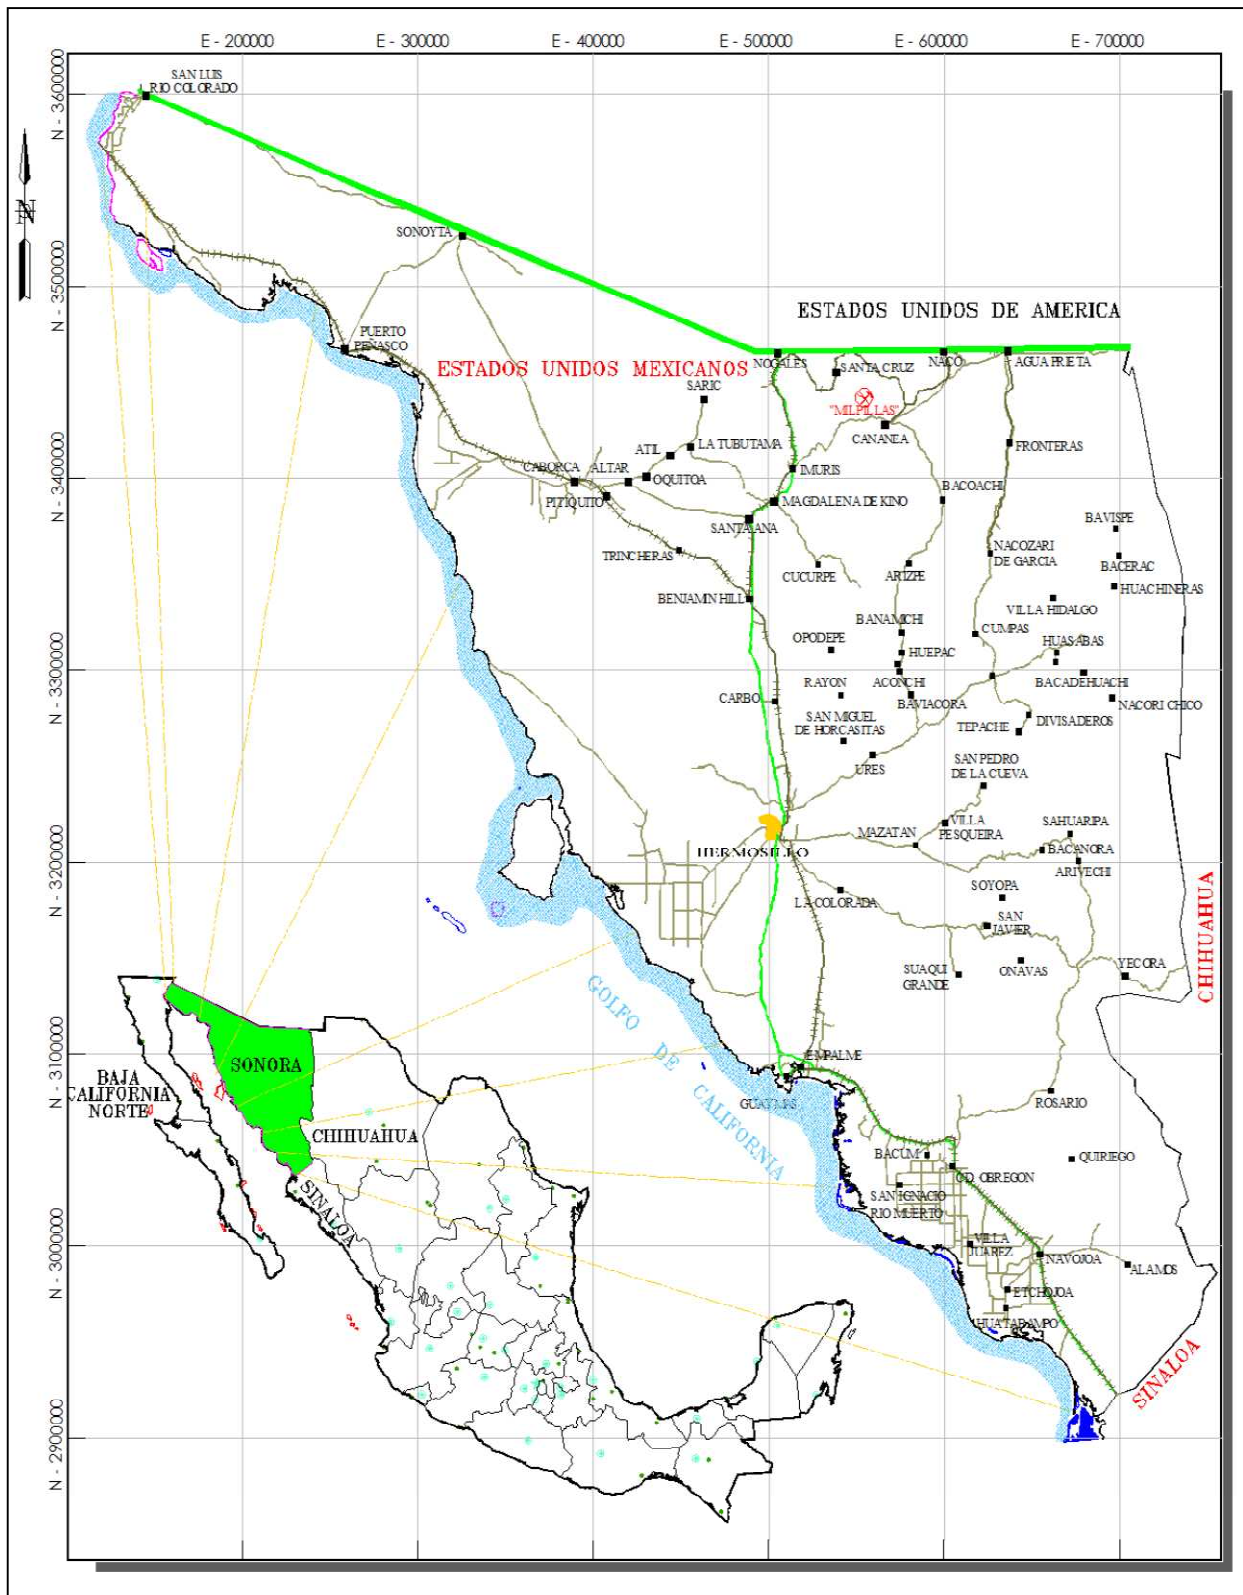 E - 200000
E - 300000
E - 400000
E - 500000
E - 600000
E - 700000
N - 3600000
N - 3500000
N - 3400000
N - 3300000
N - 3200000
N - 3100000
N - 3000000
N - 2900000
N
SAN LUIS
RIO COLORADO
SONOYTA
ESTADOS UNIDOS DE AMERICA
PUERTO
PEÑASCO
ESTADOS UNIDOS MEXICANOS
NOGALES
SANTA CRUZ
NACO
AGUA PRIETA
SARIC
"MILPILLAS"
CANANEA
ATIL
LA TUBUTAMA
FRONTERAS
CABORCA
ALTAR
OQUITOA
IMURIS
PITIQUITO
MAGDALENA DE KINO
BACOACHI
SANTA ANA
BAVISPE
TRINCHERAS
CUCURPE
ARIZPE
NACOZARI
DE GARCIA
BACERAC
HUACHINERAS
BENJAMIN HILL
VILLA HIDALGO
BANAMICHI
CUMPAS
OPODEPE
HUEPAC
HUASABAS
RAYON
ACONCHI
BACADEHUACHI
CARBO
BAVIACORA
NACORI CHICO
SAN MIGUEL
DE HORCASITAS
TEPACHE
DIVISADEROS
URES
SAN PEDRO
DE LA CUEVA
MAZATAN
VILLA
PESQUEIRA
SAHUARIPA
HERMOSILLO
BACANORA
ARIVECHI
LA COLORADA
SOYOPA
SAN
JAVIER
CHIHUAHUA
SUAQUI
GRANDE
ONAVAS
YECORA
GOLFO DE CALIFORNIA
EMPALME
GUAYMAS
ROSARIO
BACUM
CD. OBREGON
QUIRIEGO
SAN IGNACIO
RIO MUERTO
VILLA
JUAREZ
NAVOJOA
ALAMOS
ETCHOJOA
HUATABAMPO
SINALOA
SONORA
BAJA
CALIFORNIA
NORTE
CHIHUAHUA
SINALOA